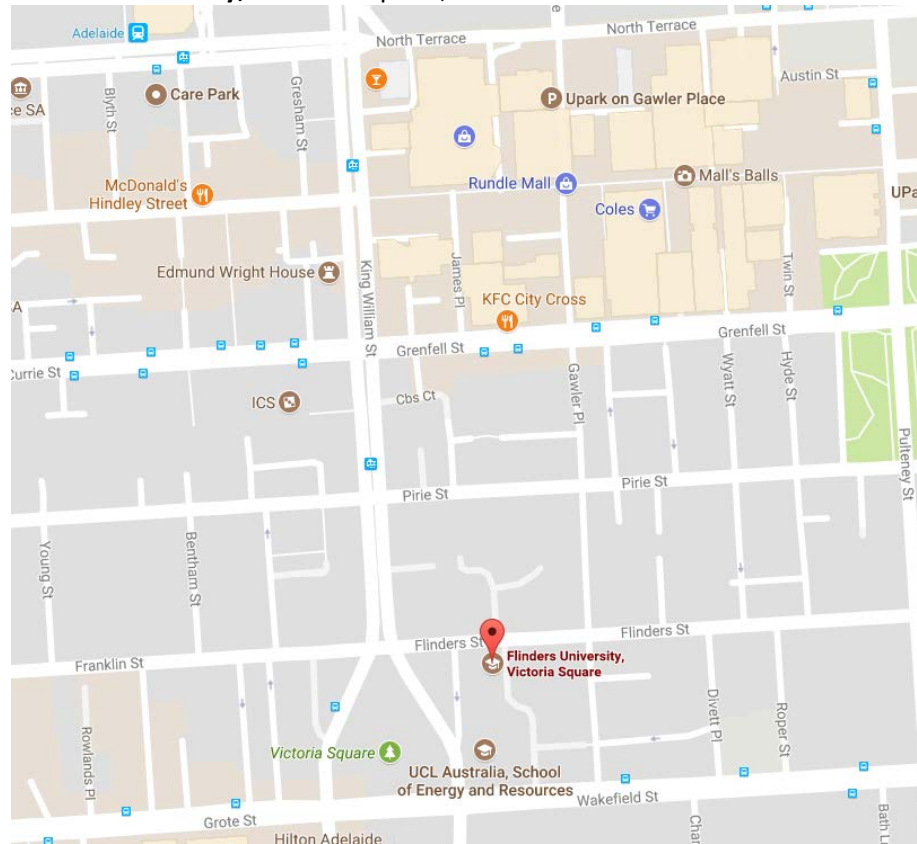 North Terrace
North Terrace
Adelaide
Austin St
Care Park
Upark on Gawler Place
ce SA
Blyth St
Gresham St
McDonald's
Hindley Street
Rundle Mall
Mall's Balls
UPa
Coles
Edmund Wright House
King William St
James Pl
Twin St
KFC City Cross
Grenfell St
Grenfell St
Currie St
Gawler Pl
Wyatt St
Hyde St
ICS
Cbs Ct
Pulteney St
Pirie St
Pirie St
Young St
Bentham St
Flinders St
Flinders St
Franklin St
Flinders University,
Victoria Square
Rowlands Pl
Divett Pl
Roper St
Victoria Square
UCL Australia, School
of Energy and Resources
Wakefield St
Grote St
Hilton Adelaide
Char
Bath L